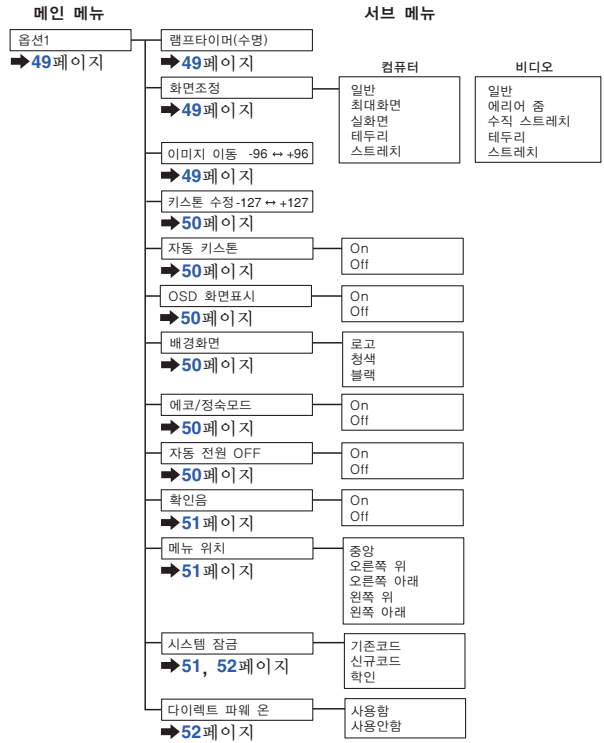 메인 메뉴
서브 메뉴
옵션1
➡49페이지
램프타이머(수명)
➡49페이지
화면조정
➡49페이지
컴퓨터
일반
최대화면
실화면
테두리
스트레치
비디오
일반
에리어 줌
수직 스트레치
테두리
스트레치
이미지 이동 -96 ↔ +96
➡49페이지
키스톤 수정-127 ↔ +127
➡50페이지
자동 키스톤
➡50페이지
On
Off
OSD 화면표시
➡50페이지
On
Off
배경화면
➡50페이지
로고
청색
블랙
에코/정숙모드
➡50페이지
On
Off
자동 전원 OFF
➡50페이지
On
Off
확인음
➡51페이지
On
Off
메뉴 위치
➡51페이지
중앙
오른쪽 위
오른쪽 아래
왼쪽 위
왼쪽 아래
시스템 잠금
➡51, 52페이지
기존코드
신규코드
학인
다이렉트 파웨 온
➡52페이지
사용함
사용안함